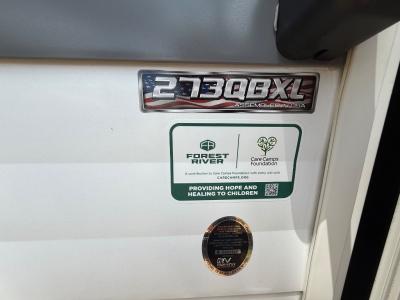 273QBXL
ASSEMBLED IN USA
FOREST
RIVER
Care Camps
Foundation
A contribution to Care Camps Foundation with every unit sold
CARECAMPS.ORG
PROVIDING HOPE AND
HEALING TO CHILDREN
RV